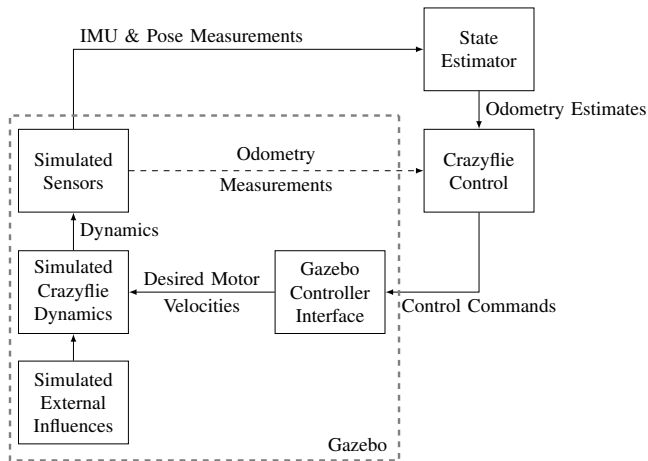 IMU & Pose Measurements
State
Estimator
Odometry Estimates
Simulated
Sensors
Odometry
Measurements
Crazyflie
Control
Dynamics
Simulated
Crazyflie
Dynamics
Desired Motor
Velocities
Gazebo
Controller
Interface
Control Commands
Simulated
External
Influences
Gazebo